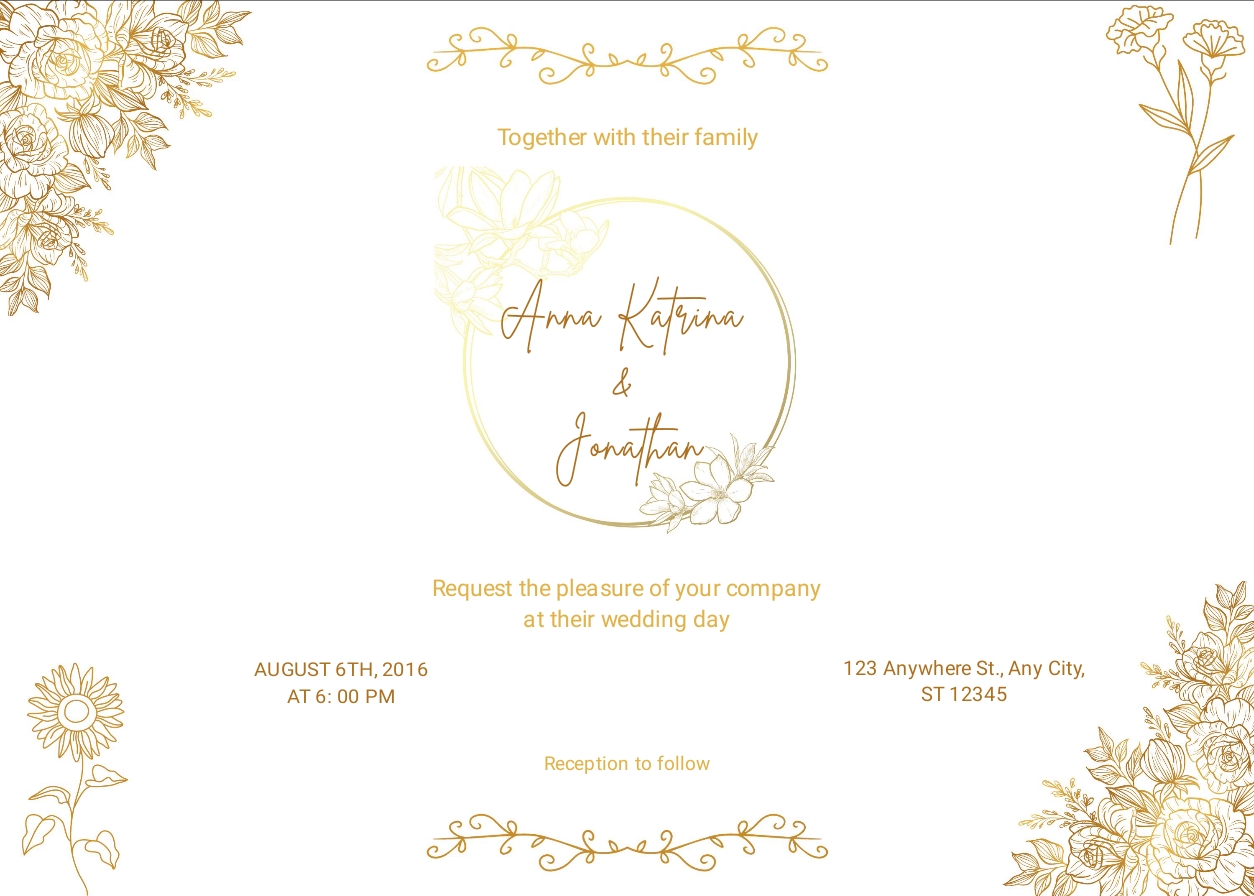 Together with their family
Anna Katrina
&
Jonathan
Request the pleasure of your company
at their wedding day
AUGUST 6TH, 2016
AT 6: 00 PM
123 Anywhere St., Any City,
ST 12345
Reception to follow